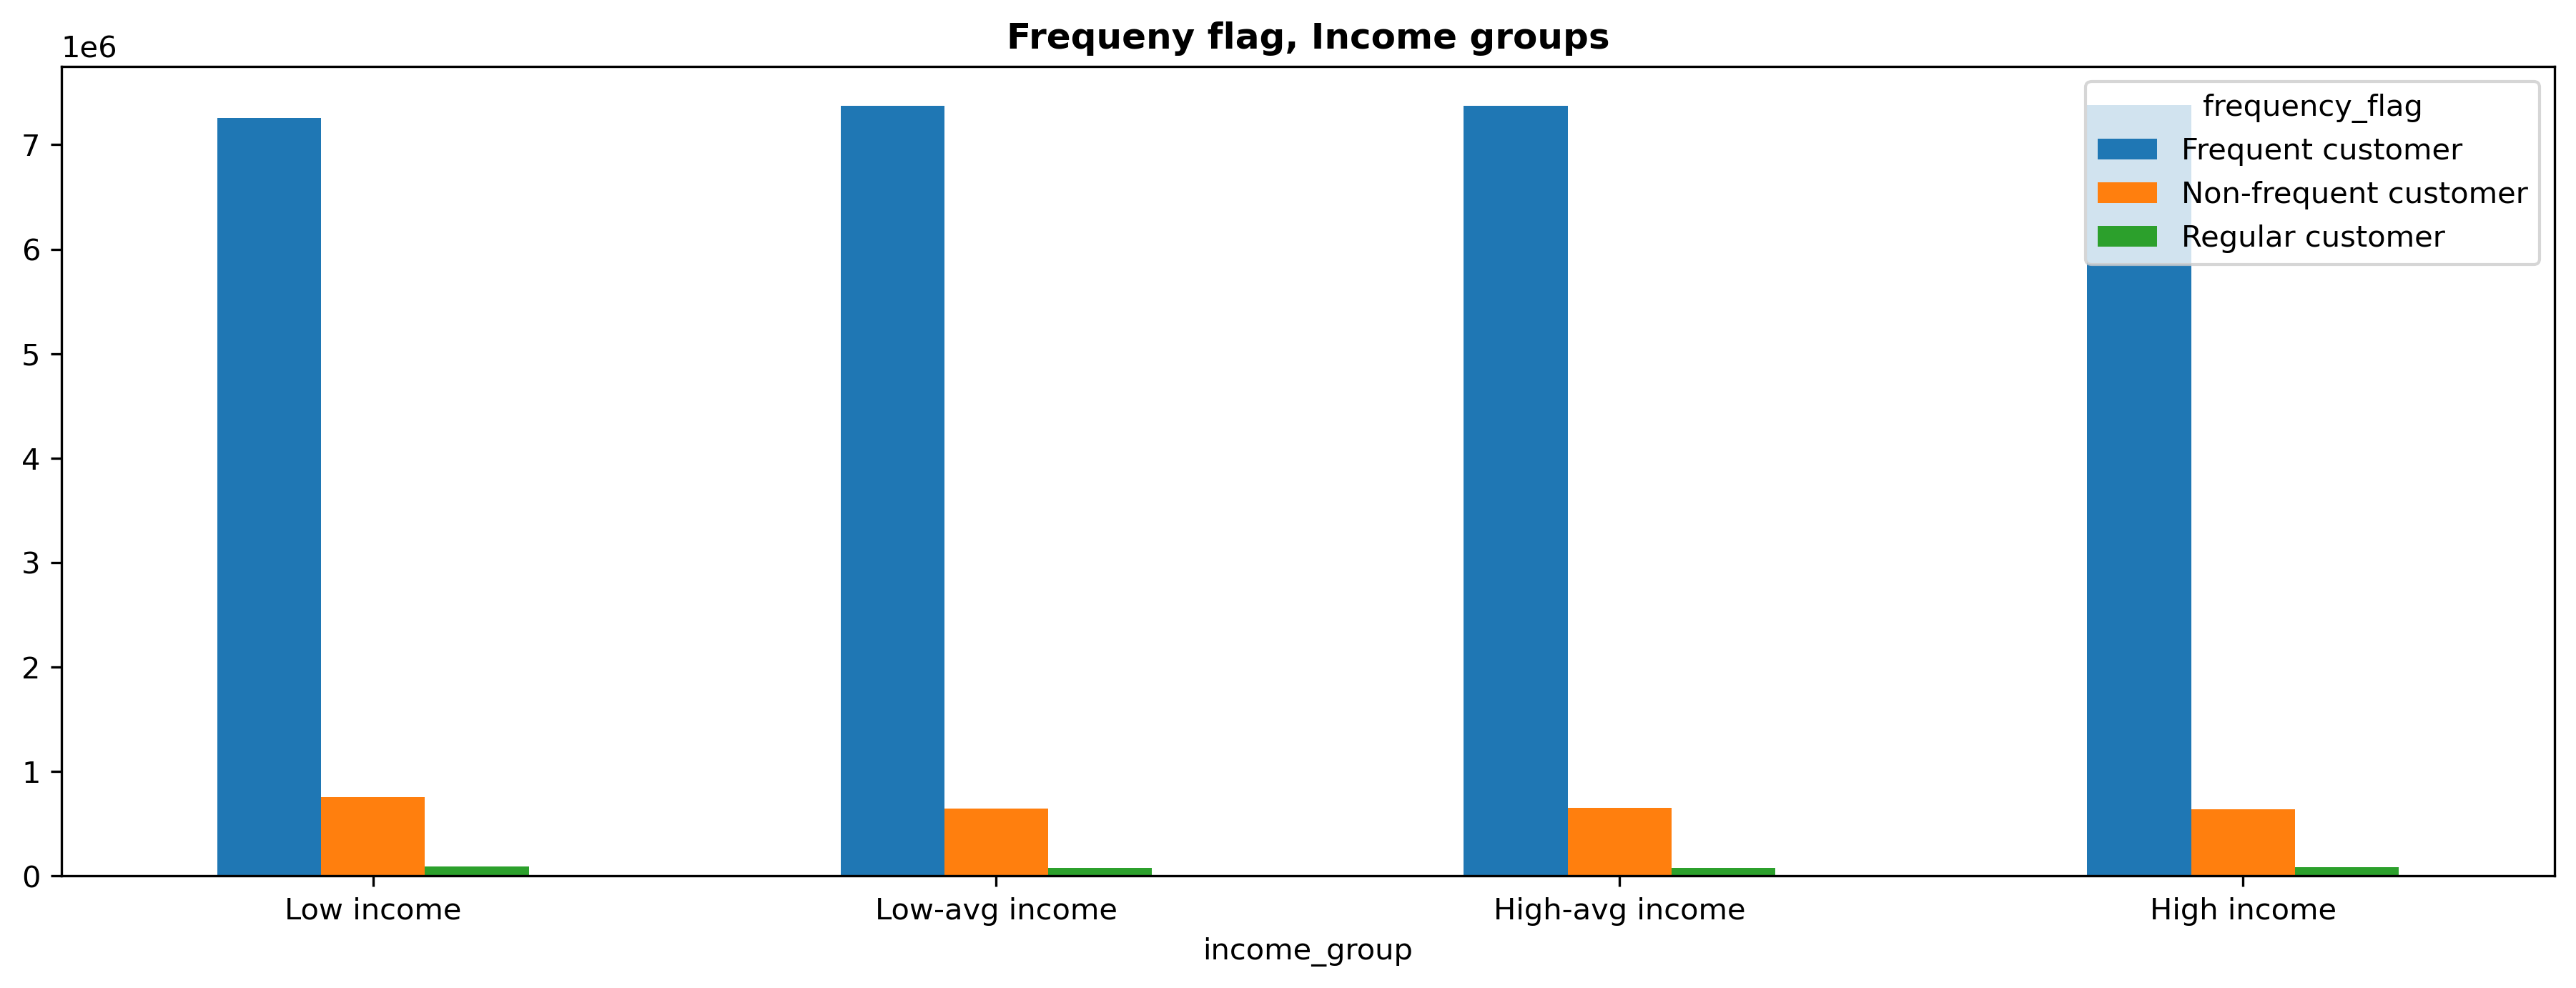 Frequeny flag, Income groups
1e6
7
6
5
4
3
2
1
0
frequency_flag
Frequent customer
Non-frequent customer
Regular customer
Low income
Low-avg income
High-avg income
High income
income_group